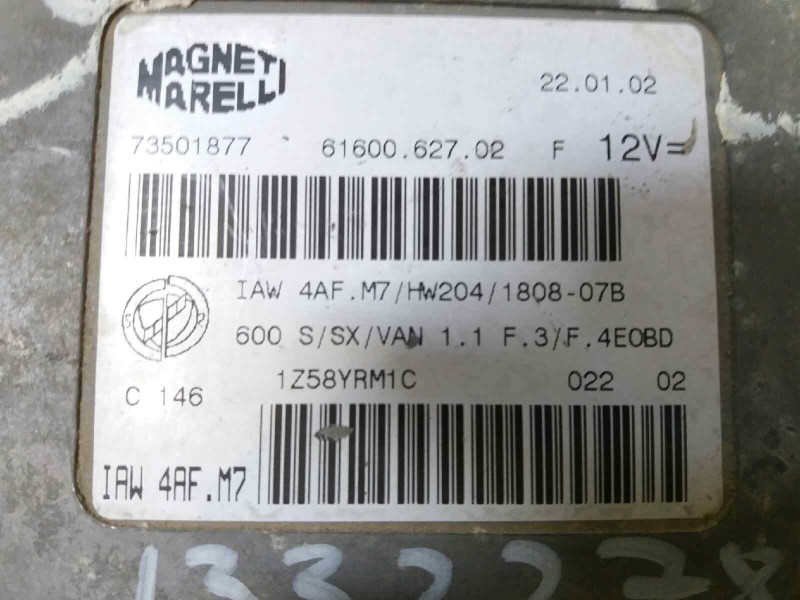 MAGNETI
MARELLI
22.01.02
73501877 61600.627.02 F 12V=
IAW 4AF.M7/HW204/1808-07B
600 S/SX/VAN 1.1 F.3/F.4EOBD
1Z58YRM1C 022 02
C 146
IAW 4AF.M7
1332278